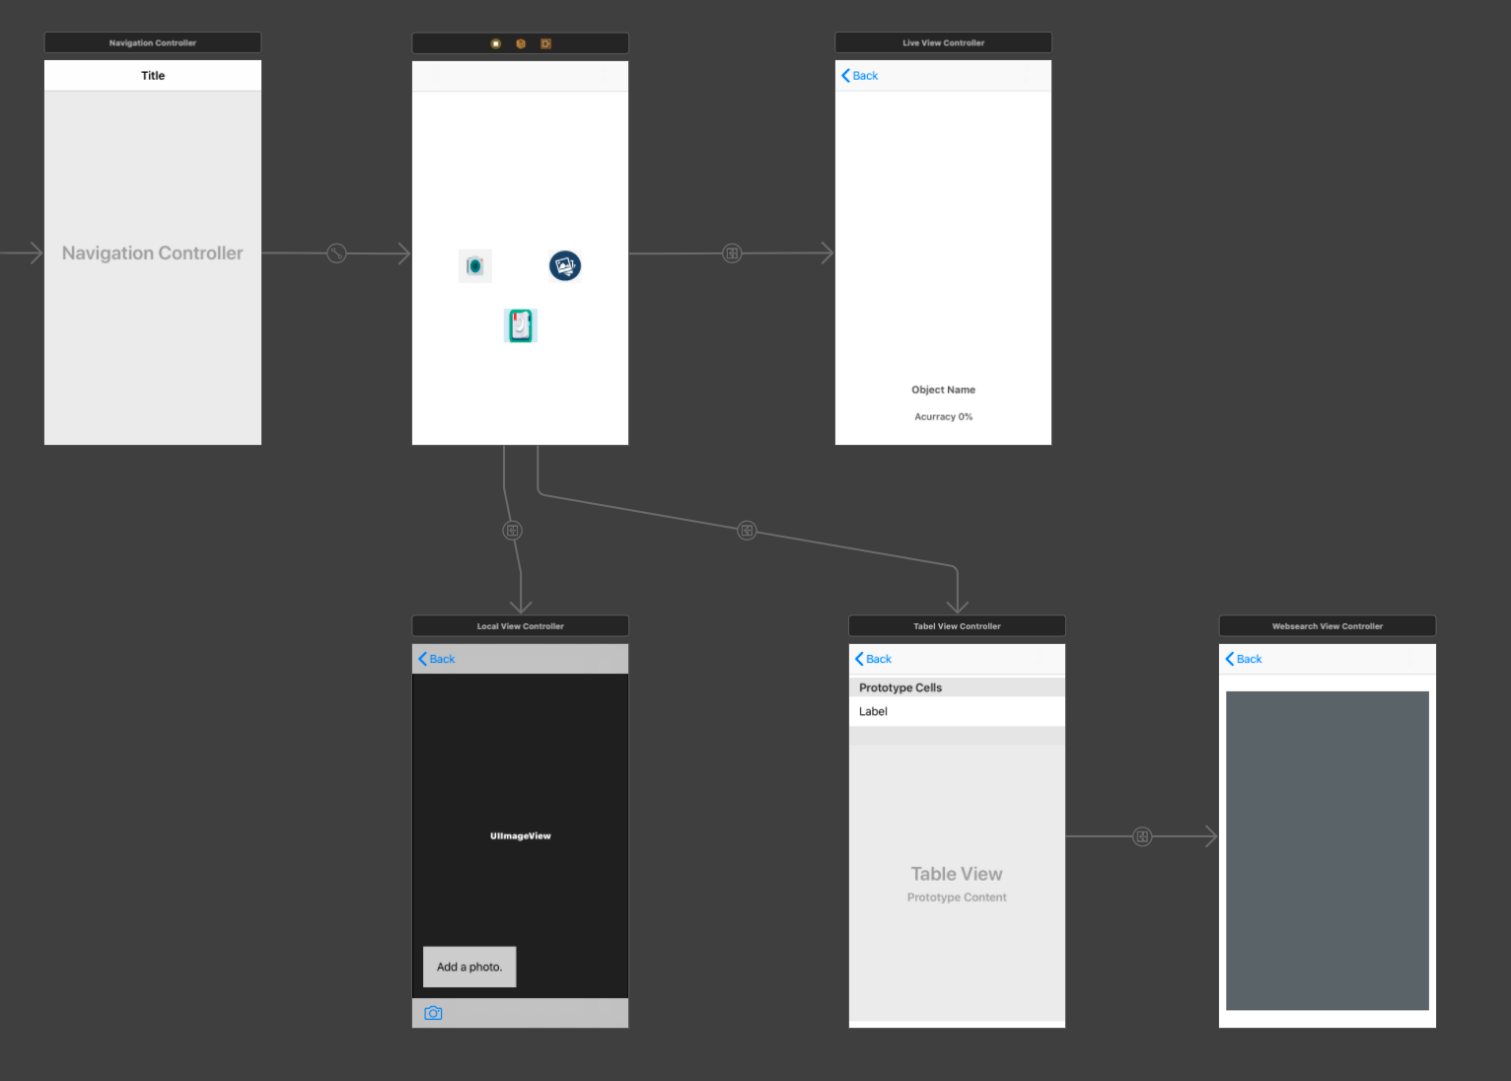 Navigation Controller
Title
Navigation Controller
Live View Controller
Back
Object Name
Acurracy 0%
Local View Controller
Back
UIImageView
Add a photo.
Tabel View Controller
Back
Prototype Cells
Label
Table View
Prototype Content
Websearch View Controller
Back